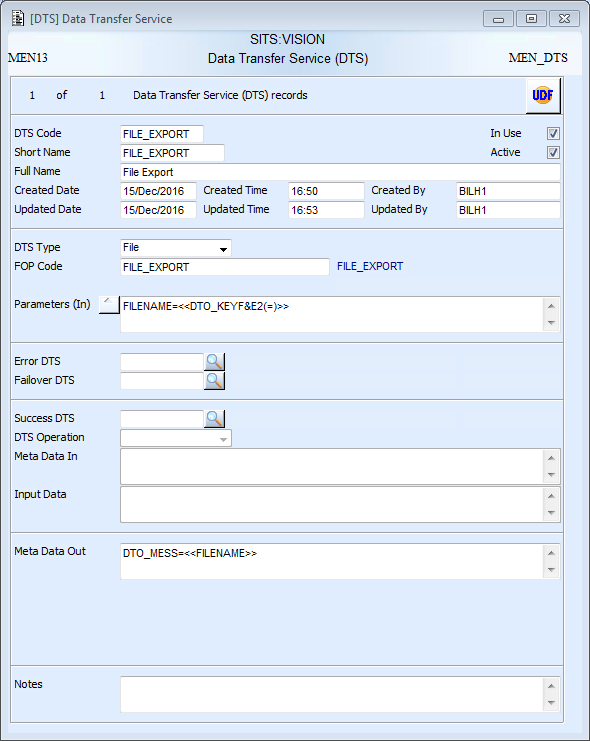 [DTS] Data Transfer Service
SITS:VISION
MEN13 Data Transfer Service (DTS) MEN_DTS
1 of 1 Data Transfer Service (DTS) records UDF
DTS Code FILE_EXPORT In Use
Short Name FILE_EXPORT Active
Full Name File Export
Created Date 15/Dec/2016 Created Time 16:50 Created By BILH1
Updated Date 15/Dec/2016 Updated Time 16:53 Updated By BILH1
DTS Type File
FOP Code FILE_EXPORT FILE_EXPORT
Parameters (In) ^ FILENAME=<<DTO_KEYF&E2(=)>>
Error DTS
Failover DTS
Success DTS
DTS Operation
Meta Data In
Input Data
Meta Data Out DTO_MESS=<<FILENAME>>
Notes